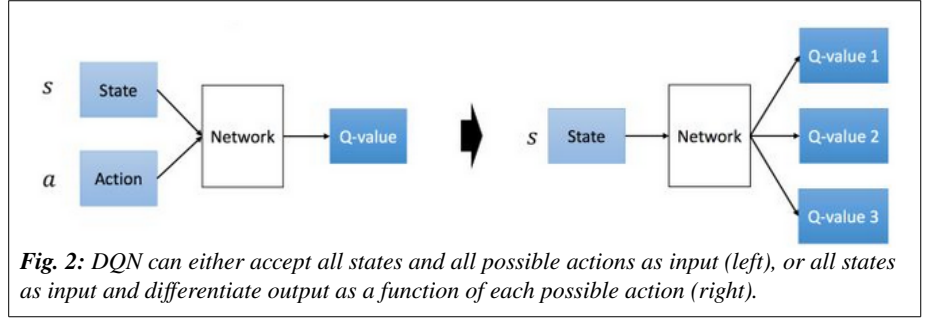 s
State
a
Action
Network
Q-value
s
State
Network
Q-value 1
Q-value 2
Q-value 3
Fig. 2: DQN can either accept all states and all possible actions as input (left), or all states
as input and differentiate output as a function of each possible action (right).